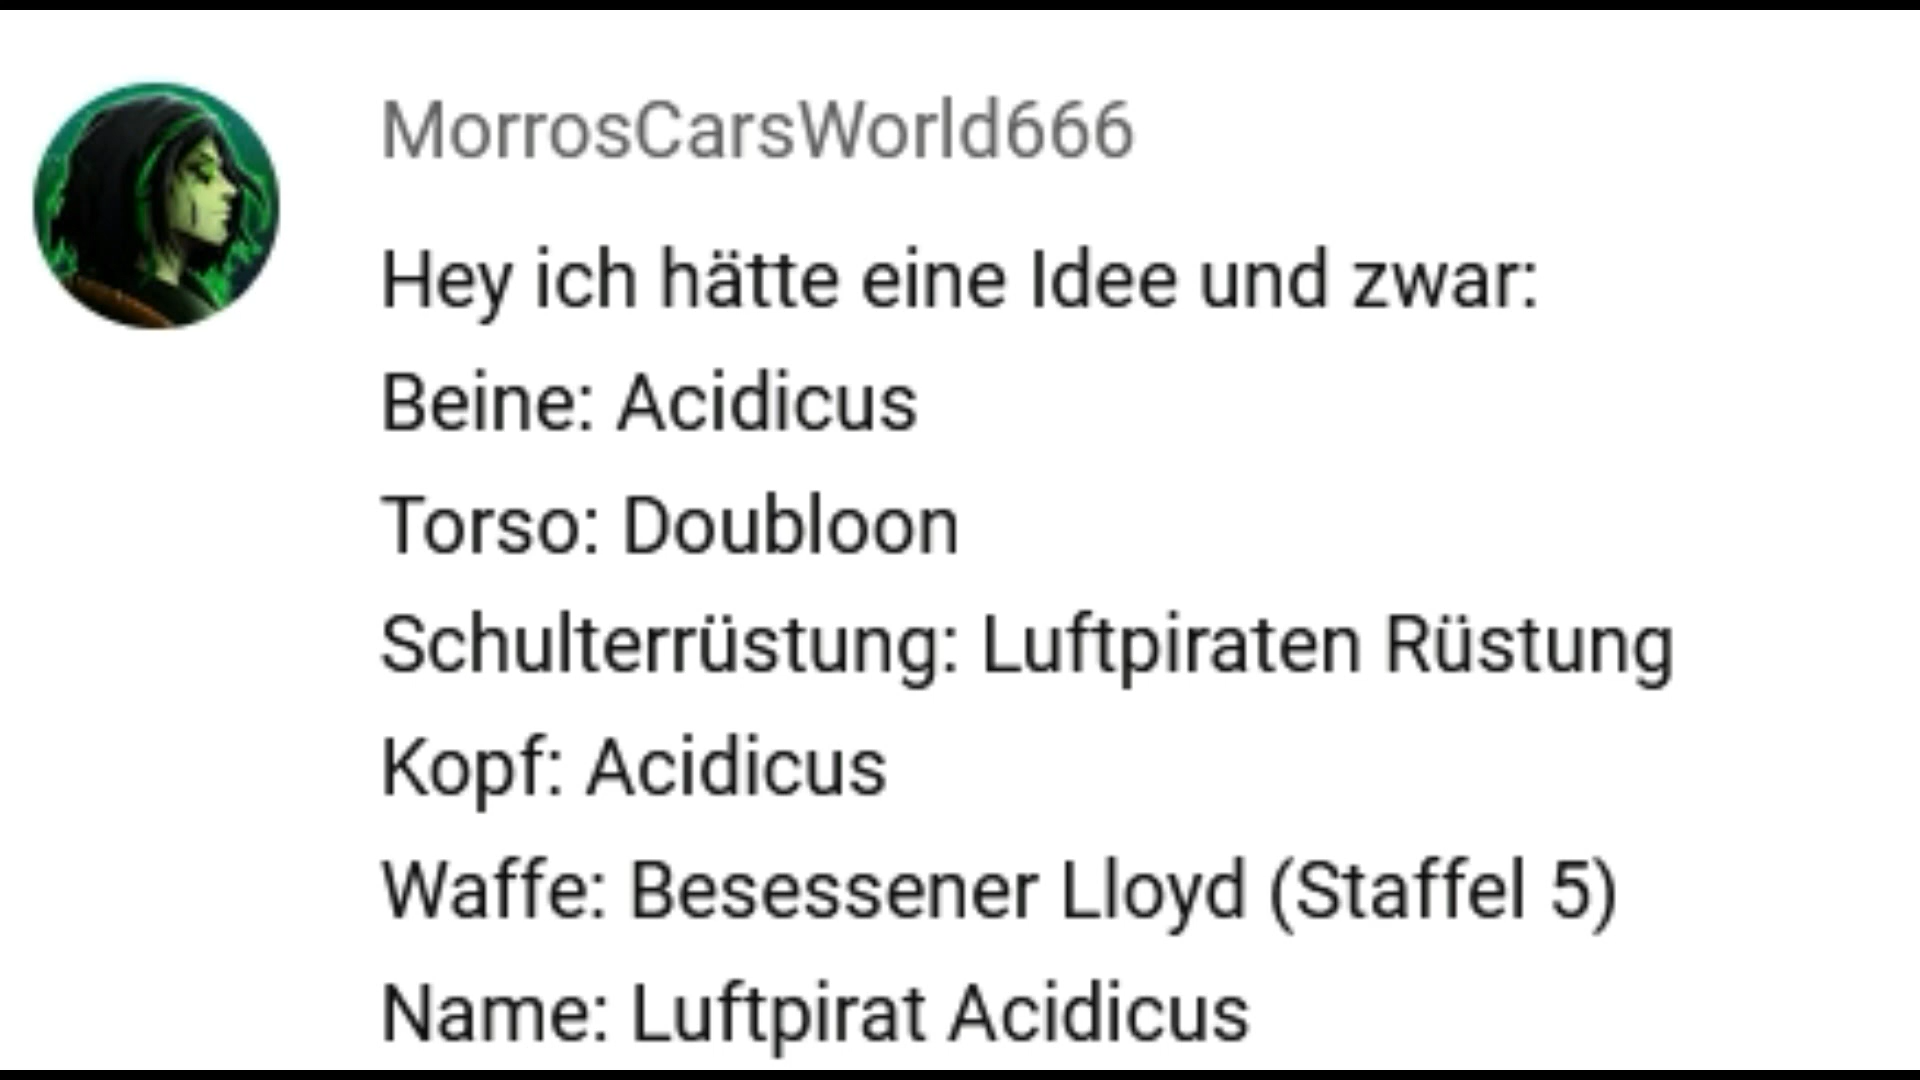 MorrosCarsWorld666
Hey ich hätte eine Idee und zwar:
Beine: Acidicus
Torso: Doubloon
Schulterrüstung: Luftpiraten Rüstung
Kopf: Acidicus
Waffe: Besessener Lloyd (Staffel 5)
Name: Luftpirat Acidicus